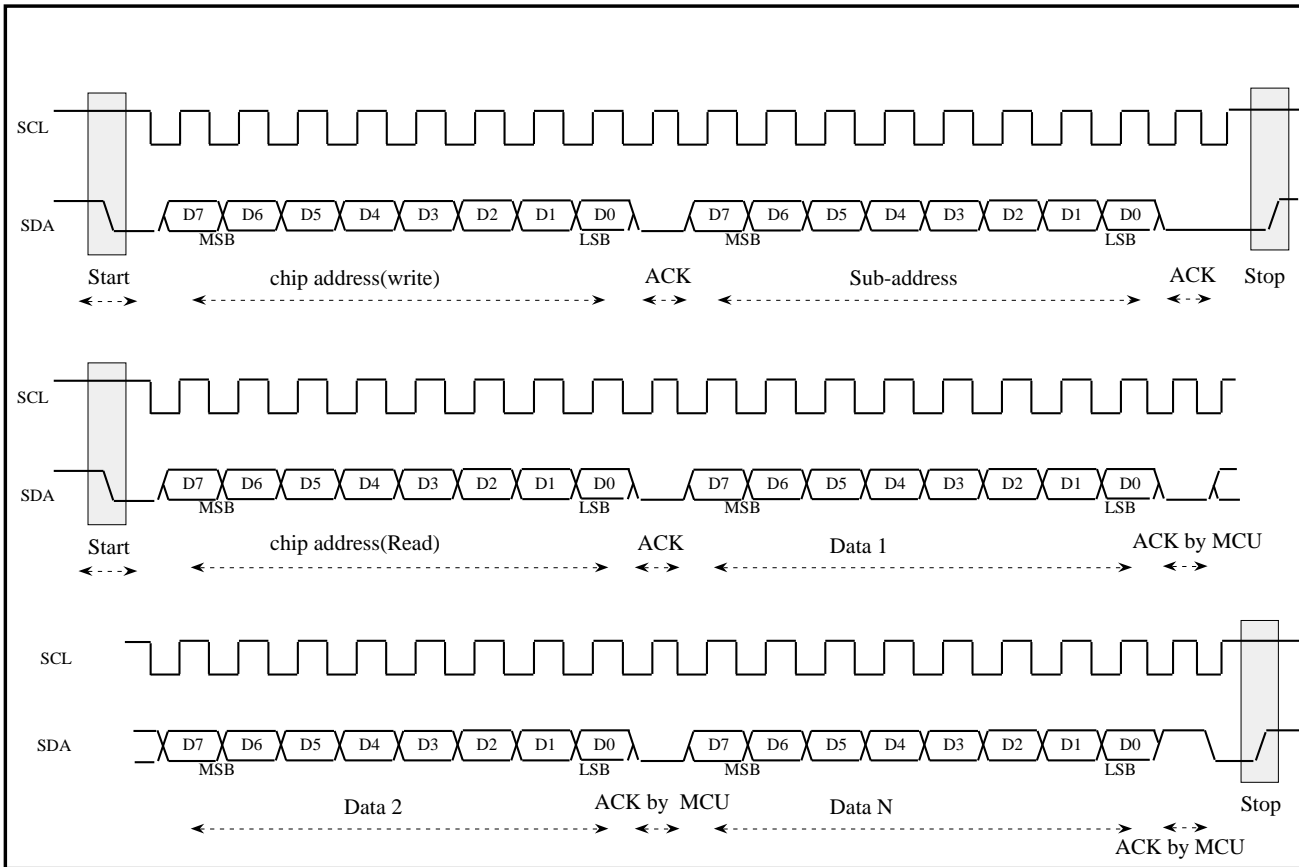 SCL
SDA D7 D6 D5 D4 D3 D2 D1 D0 D7 D6 D5 D4 D3 D2 D1 D0
MSB LSB MSB LSB
Start chip address(write) ACK Sub-address ACK Stop
SCL
SDA D7 D6 D5 D4 D3 D2 D1 D0 D7 D6 D5 D4 D3 D2 D1 D0
MSB LSB MSB LSB
Start chip address(Read) ACK Data 1 ACK by MCU
SCL
SDA D7 D6 D5 D4 D3 D2 D1 D0 D7 D6 D5 D4 D3 D2 D1 D0
MSB LSB MSB LSB
Data 2 ACK by MCU Data N Stop
ACK by MCU